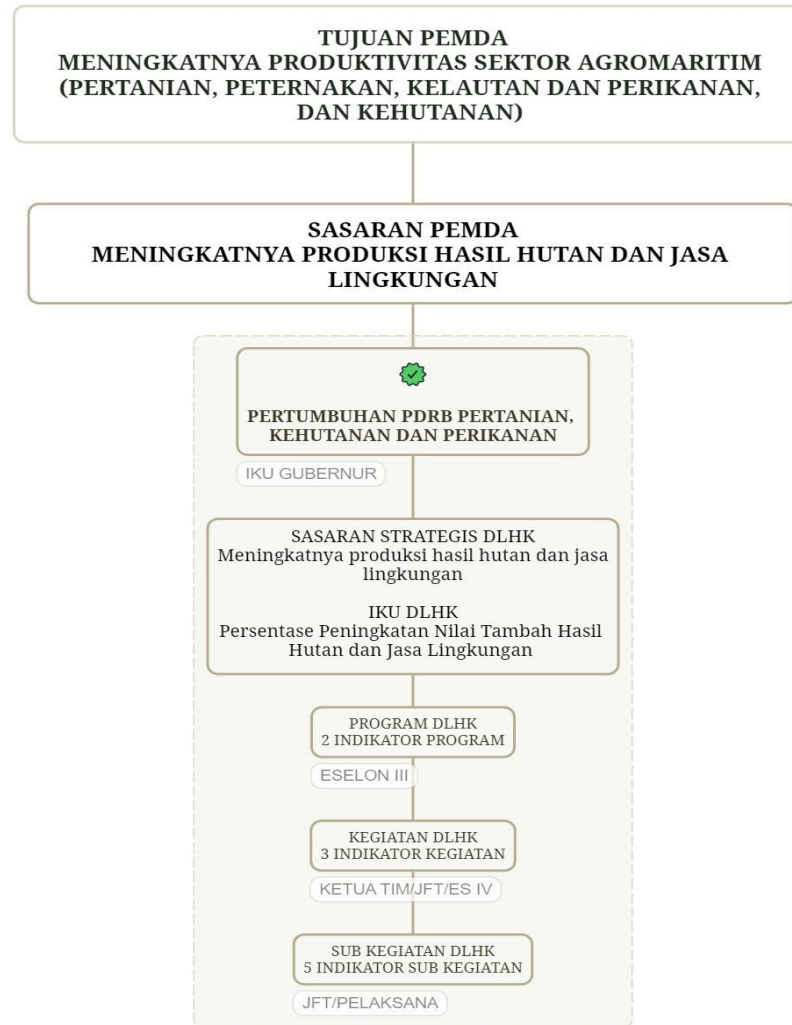 TUJUAN PEMDA
MENINGKATNYA PRODUKTIVITAS SEKTOR AGROMARITIM
(PERTANIAN, PETERNAKAN, KELAUTAN DAN PERIKANAN,
DAN KEHUTANAN)
SASARAN PEMDA
MENINGKATNYA PRODUKSI HASIL HUTAN DAN JASA
LINGKUNGAN
PERTUMBUHAN PDRB PERTANIAN,
KEHUTANAN DAN PERIKANAN
IKU GUBERNUR
SASARAN STRATEGIS DLHK
Meningkatnya produksi hasil hutan dan jasa
lingkungan
IKU DLHK
Persentase Peningkatan Nilai Tambah Hasil
Hutan dan Jasa Lingkungan
PROGRAM DLHK
2 INDIKATOR PROGRAM
ESELON III
KEGIATAN DLHK
3 INDIKATOR KEGIATAN
KETUA TIM/JFT/ES IV
SUB KEGIATAN DLHK
5 INDIKATOR SUB KEGIATAN
JFT/PELAKSANA